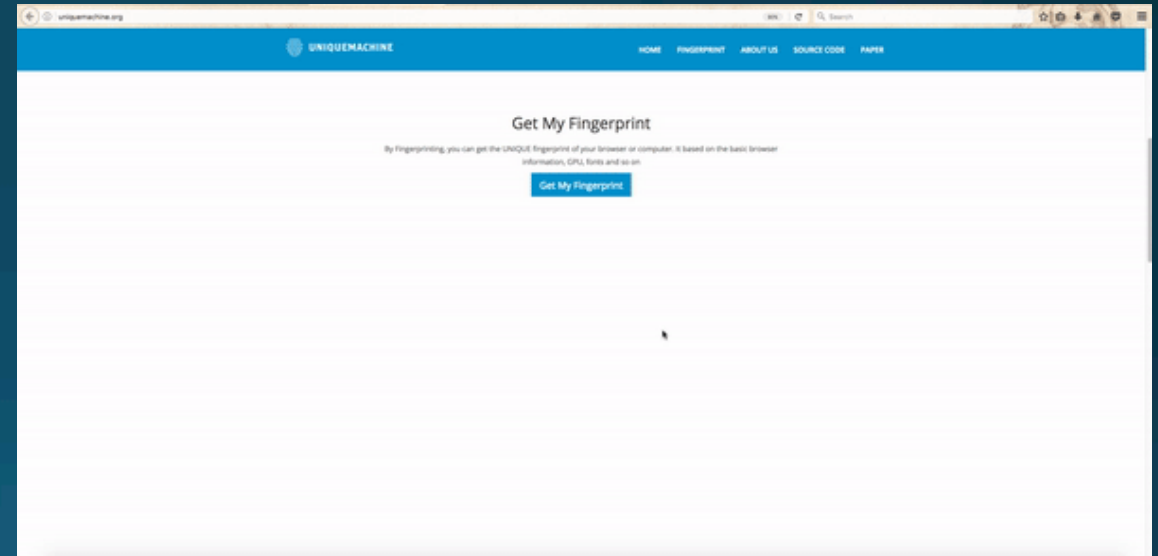 uniquemachine.org
80%
Search
UNIQUEMACHINE
HOME FINGERPRINT ABOUT US SOURCE CODE PAPER
Get My Fingerprint
By Fingerprinting, you can get the UNIQUE fingerprint of your browser or computer. It based on the basic browser
information, GPU, fonts and so on
Get My Fingerprint